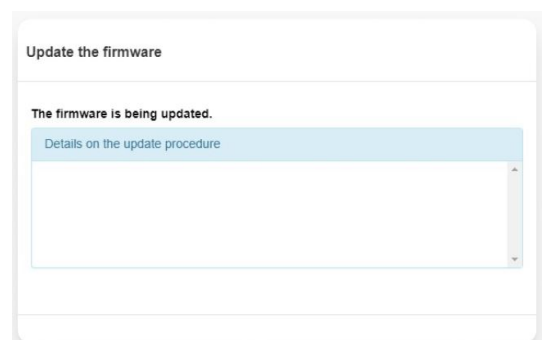 Update the firmware
The firmware is being updated.
Details on the update procedure